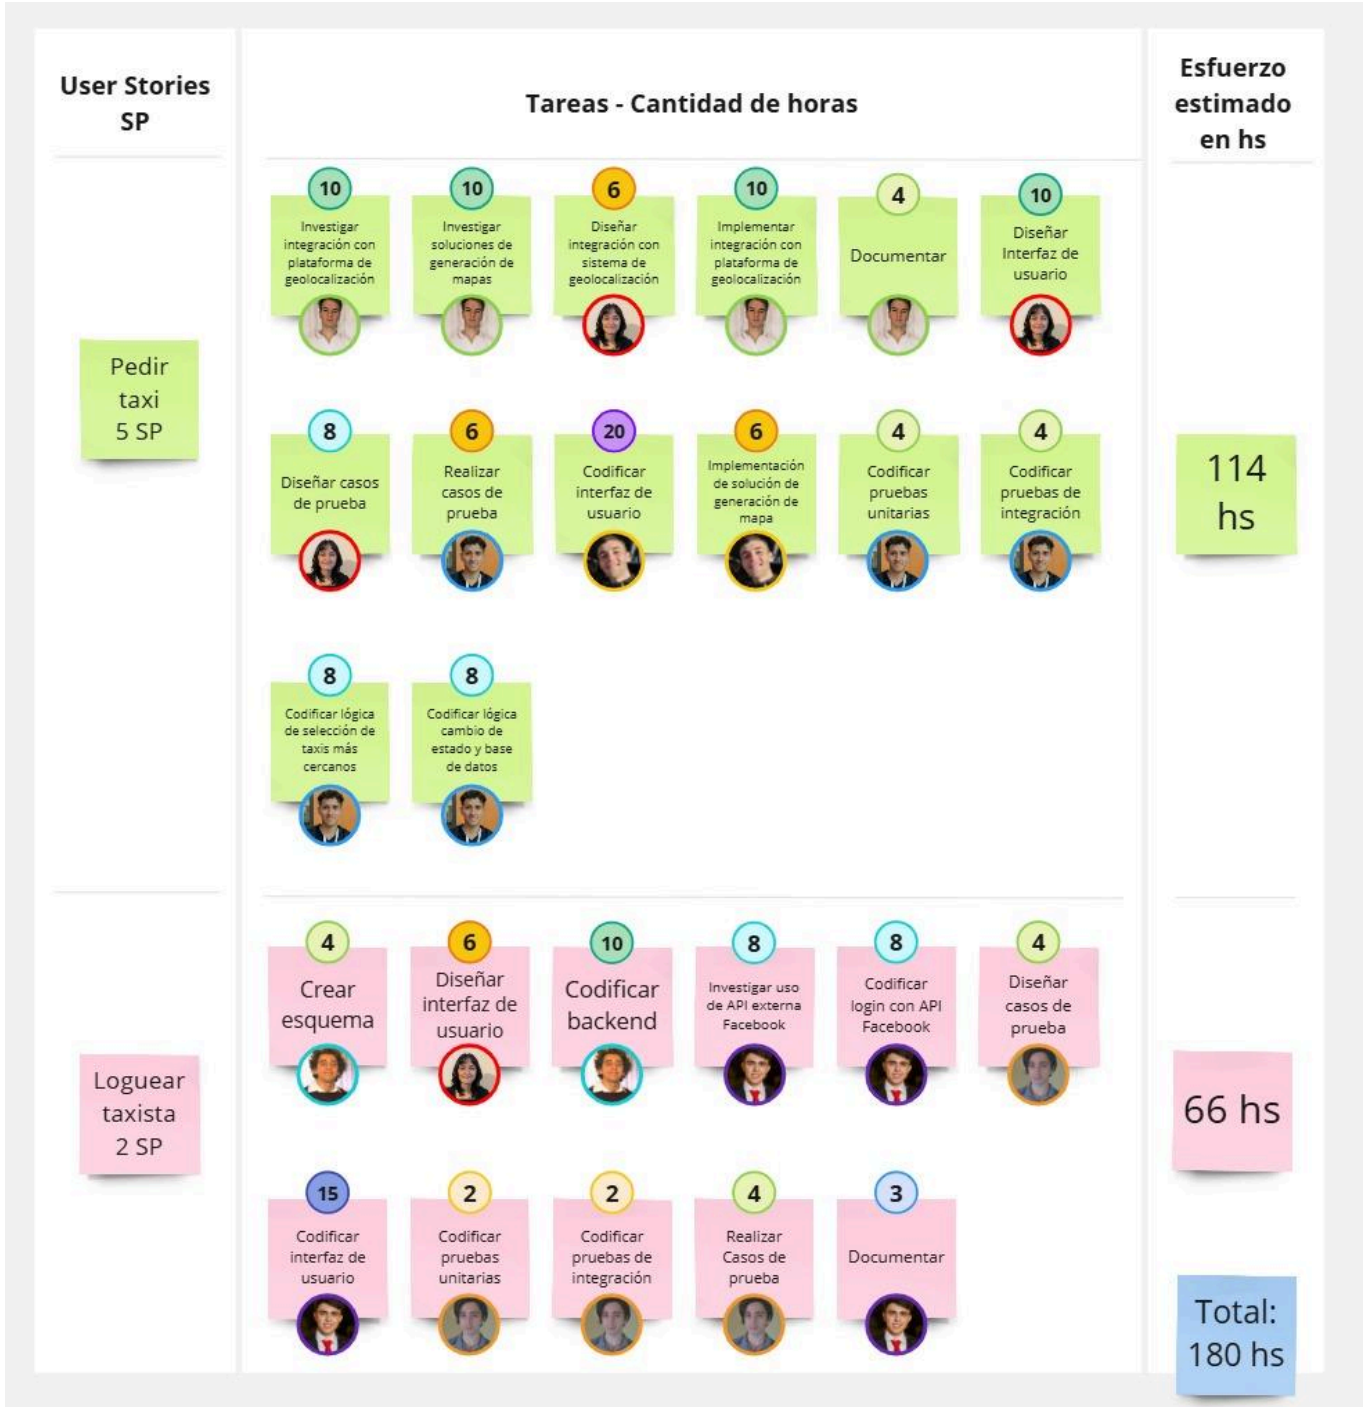 User Stories
SP
Tareas - Cantidad de horas
Esfuerzo
estimado
en hs
Pedir
taxi
5 SP
10
Investigar
integración con
plataforma de
geolocalización
10
Investigar
soluciones de
generación de
mapas
6
Diseñar
integración con
sistema de
geolocalización
10
Implementar
integración con
plataforma de
geolocalización
4
Documentar
10
Diseñar
Interfaz de
usuario
8
Diseñar casos
de prueba
6
Realizar
casos de
prueba
20
Codificar
interfaz de
usuario
6
Implementación
de solución de
generación de
mapa
4
Codificar
pruebas
unitarias
4
Codificar
pruebas de
integración
8
Codificar lógica
de selección de
taxis más
cercanos
8
Codificar lógica
cambio de
estado y base
de datos
114
hs
Loguear
taxista
2 SP
4
Crear
esquema
6
Diseñar
interfaz de
usuario
10
Codificar
backend
8
Investigar uso
de API externa
Facebook
8
Codificar
login con API
Facebook
4
Diseñar
casos de
prueba
15
Codificar
interfaz de
usuario
2
Codificar
pruebas
unitarias
2
Codificar
pruebas de
integración
4
Realizar
Casos de
prueba
3
Documentar
66 hs
Total:
180 hs